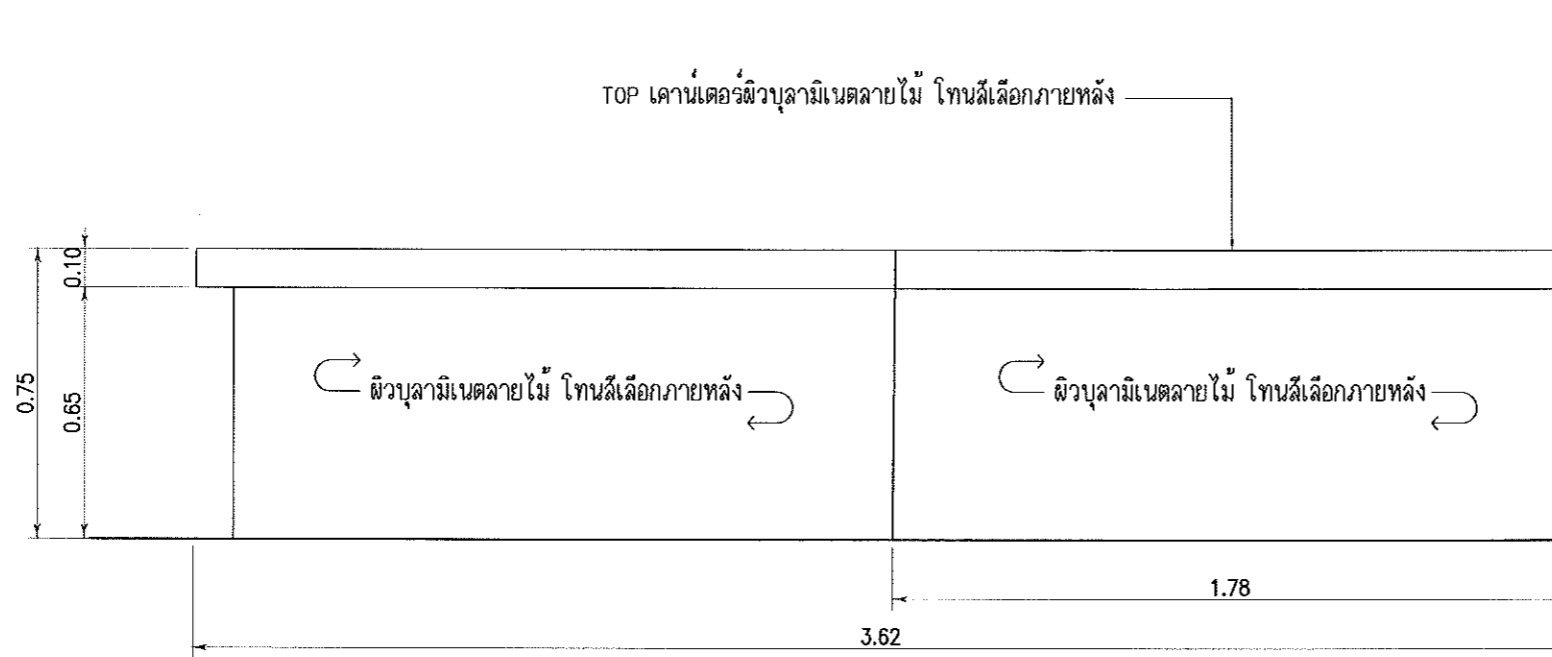 TOP เคาน์เตอร์ผิวบุลามิเนตลายไม้ โทนสีเลือกภายหลัง
0.10
0.75
0.65
ผิวบุลามิเนตลายไม้ โทนสีเลือกภายหลัง
ผิวบุลามิเนตลายไม้ โทนสีเลือกภายหลัง
1.78
3.62